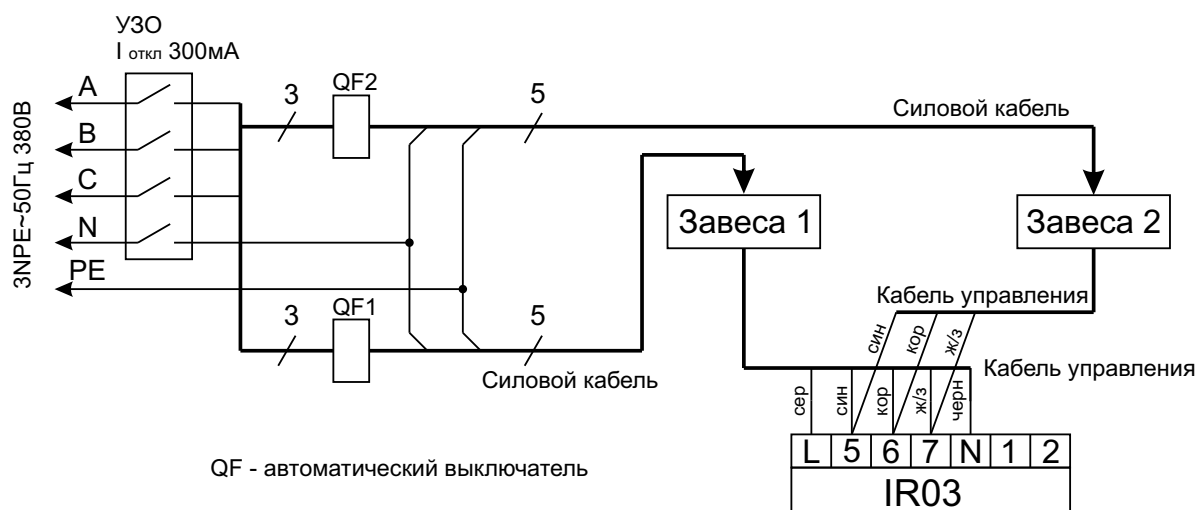 УЗО
I откл 300мА
3NPE~50Гц 380В
A
B
C
N
PE
3
QF2
5
Силовой кабель
Завеса 1
Завеса 2
3
QF1
5
Силовой кабель
Кабель управления
син
кор
ж/з
Кабель управления
сер
син
кор
ж/з
черн
L 5 6 7 N 1 2
IR03
QF - автоматический выключатель